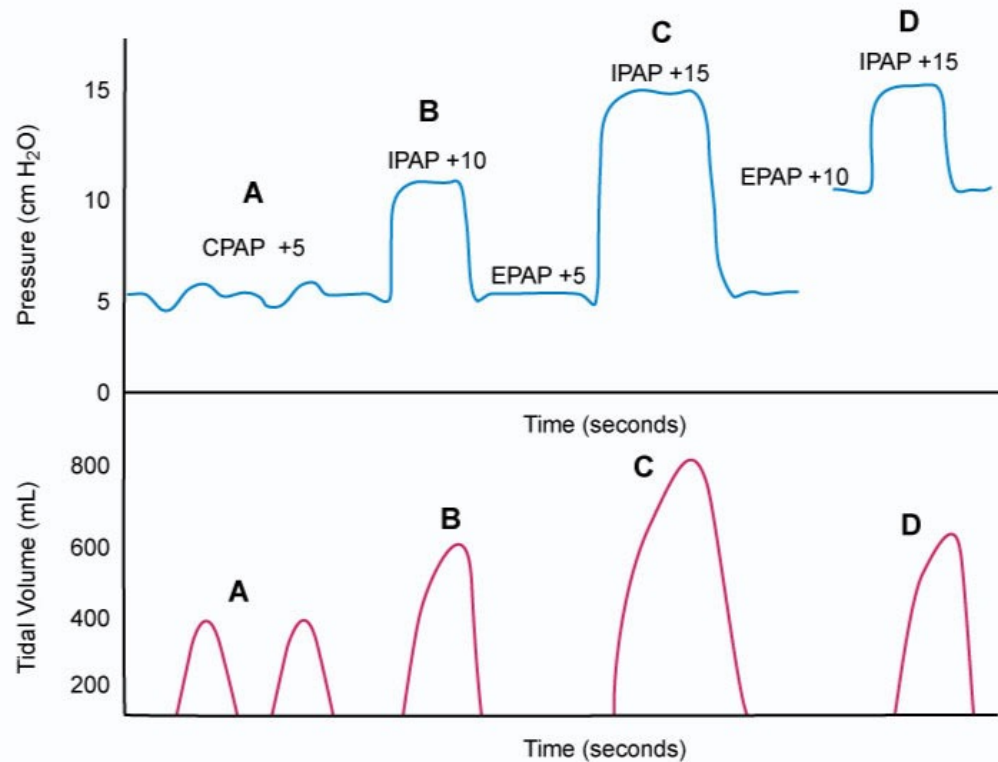 D
C
IPAP +15
IPAP +15
B
IPAP +10
A
CPAP +5
EPAP +10
EPAP +5
Pressure (cm H₂O)
15
10
5
0
Time (seconds)
Tidal Volume (mL)
800
600
400
200
C
B
D
A
Time (seconds)